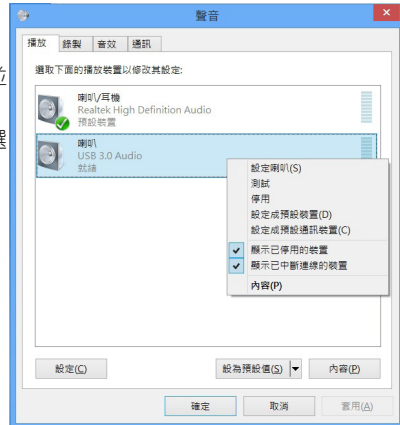 聲音
播放 錄製 音效 通訊
選取下面的播放裝置以修改其設定:
喇叭/耳機
Realtek High Definition Audio
預設裝置
喇叭
USB 3.0 Audio
就緒
設定喇叭(S)
測試
停用
設定成預設裝置(D)
設定成預設通訊裝置(C)
顯示已停用的裝置
顯示已中斷連線的裝置
內容(P)
設定(C) 設為預設值(S) 內容(P)
確定 取消 套用(A)